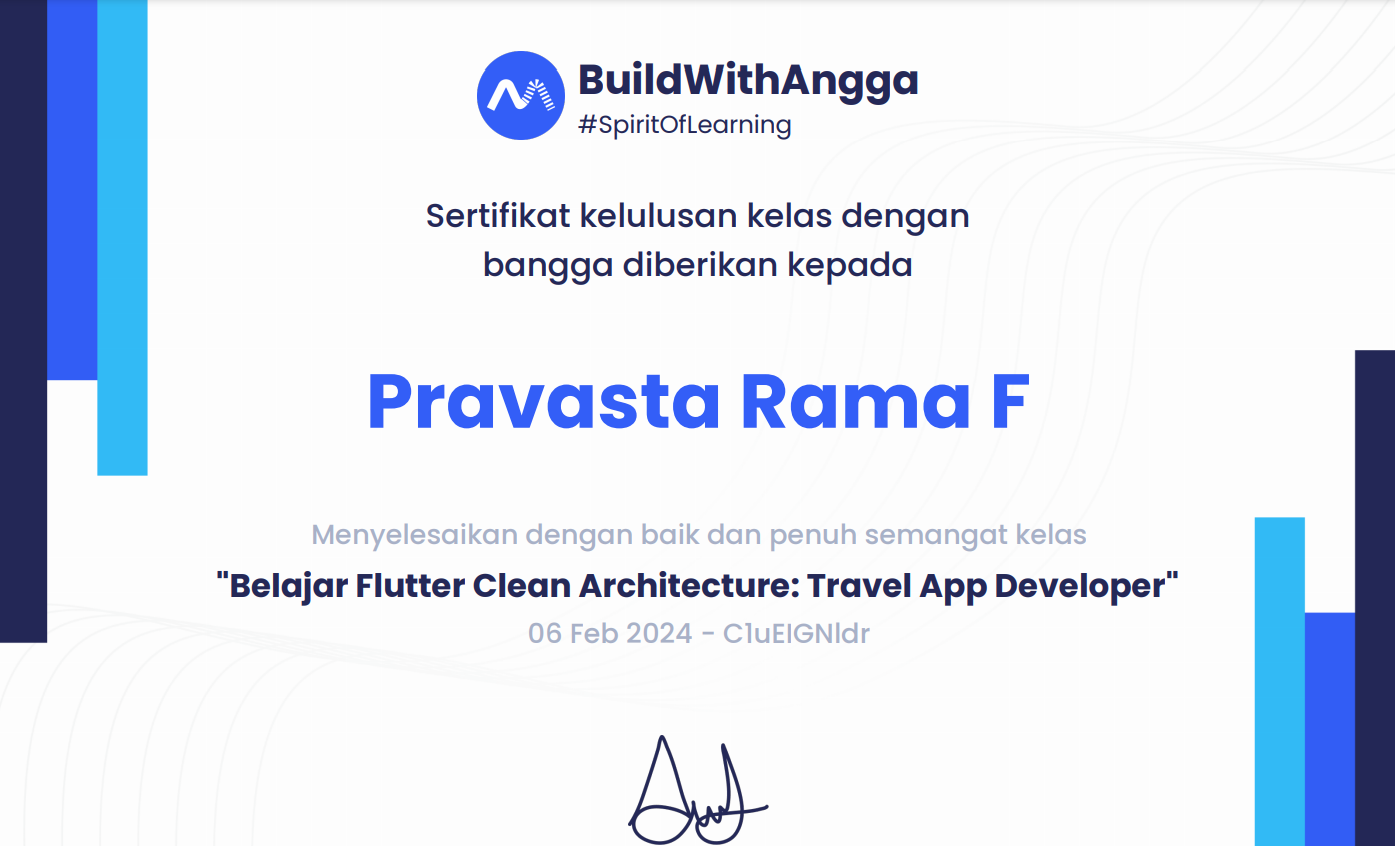 BuildWithAngga
#SpiritOfLearning
Sertifikat kelulusan kelas dengan
bangga diberikan kepada
Pravasta Rama F
Menyelesaikan dengan baik dan penuh semangat kelas
"Belajar Flutter Clean Architecture: Travel App Developer"
06 Feb 2024 - C1uEIGNldr